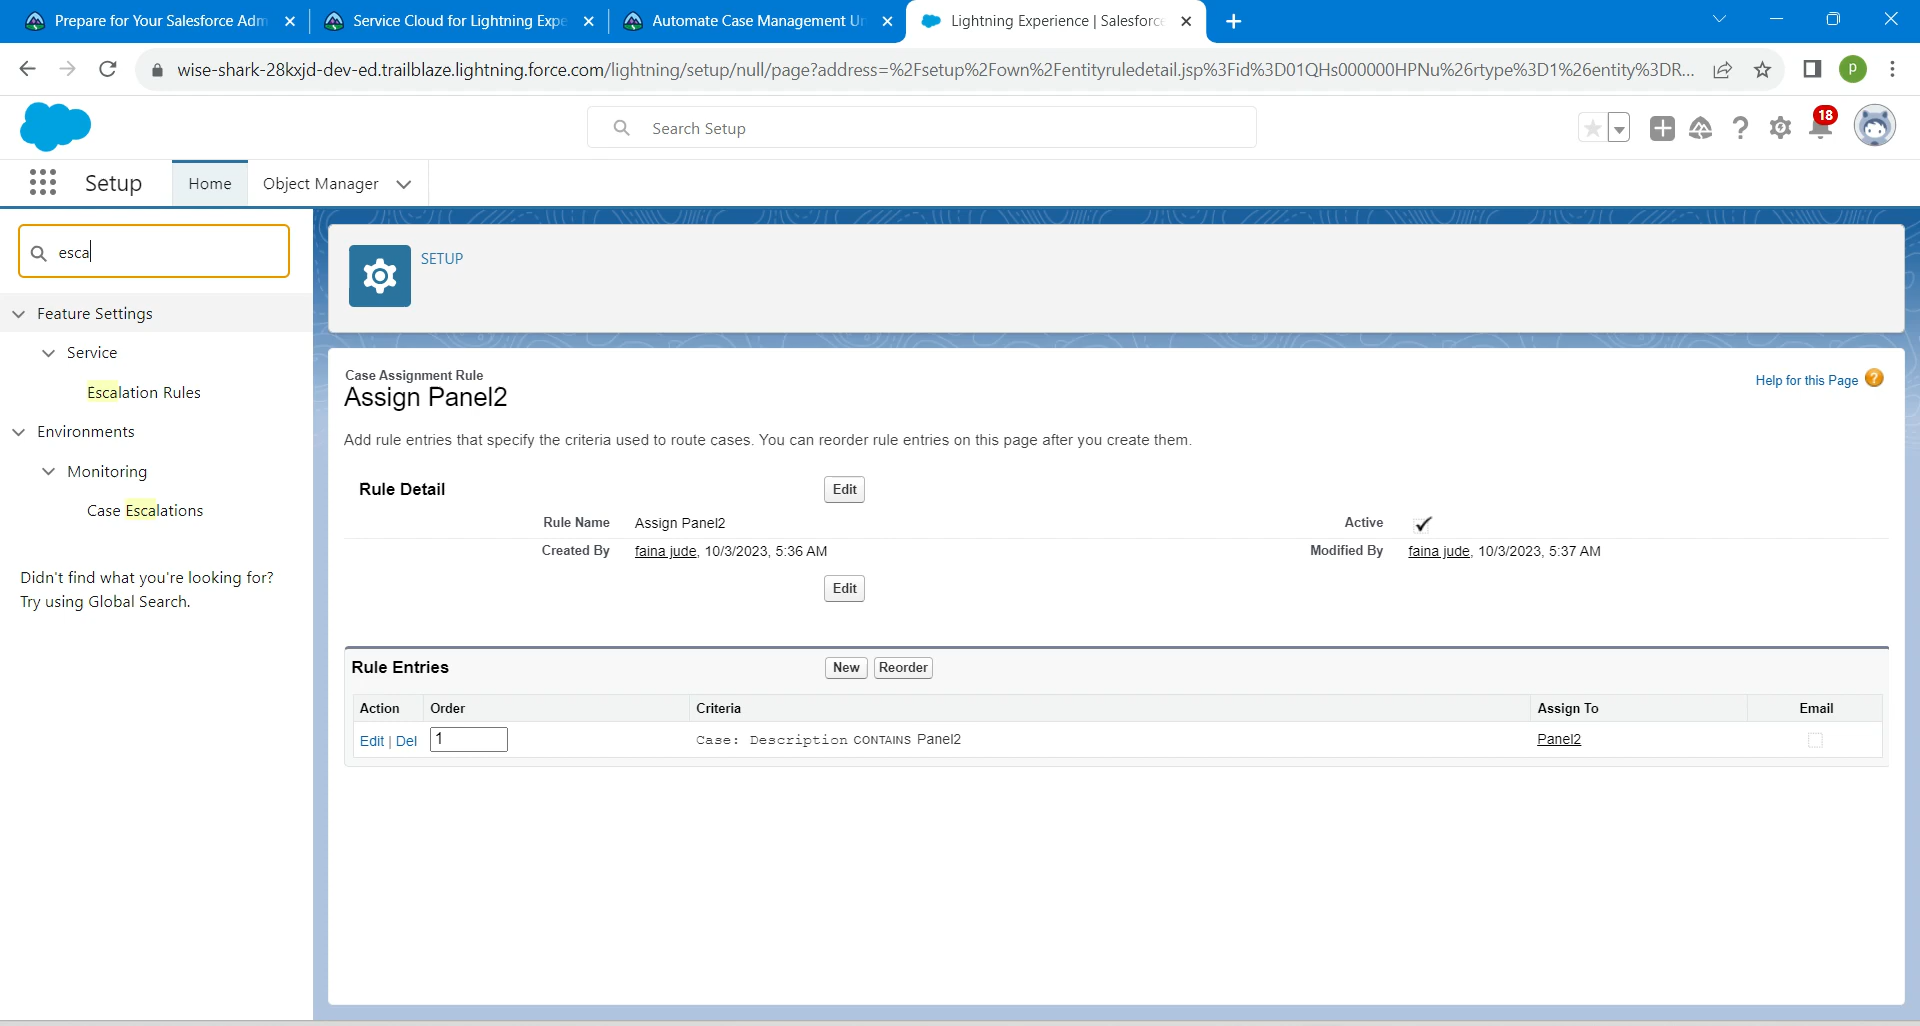 Prepare for Your Salesforce Adm
Service Cloud for Lightning Expe
Automate Case Management Ur
Lightning Experience | Salesforce
wise-shark-28kxjd-dev-ed.trailblaze.lightning.force.com/lightning/setup/null/page?address=%2Fsetup%2Fown%2Fentityruledetail.jsp%3Fid%3D01QHs000000HPNu%26rtype%3D1%26entity%3DR...
P
Search Setup
18
Setup
Home
Object Manager
esca
Feature Settings
Service
Escalation Rules
Environments
Monitoring
Case Escalations
Didn't find what you're looking for?
Try using Global Search.
SETUP
Case Assignment Rule
Assign Panel2
Help for this Page ?
Add rule entries that specify the criteria used to route cases. You can reorder rule entries on this page after you create them.
Rule Detail
Edit
Rule Name Assign Panel2
Active
Created By faina jude, 10/3/2023, 5:36 AM
Modified By faina jude, 10/3/2023, 5:37 AM
Edit
Rule Entries
New Reorder
Action Order Criteria Assign To Email
Edit | Del 1 Case: Description CONTAINS Panel2 Panel2